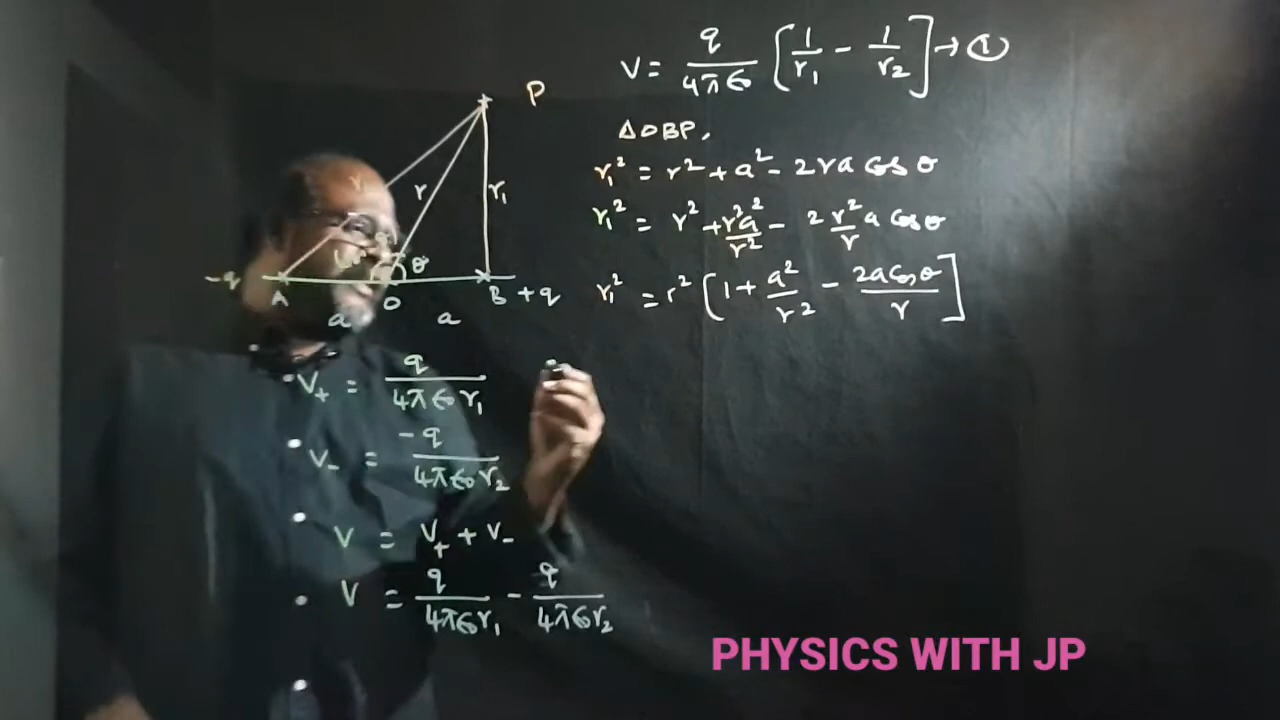 V = q/4πϵ₀ [1/r₁ − 1/r₂] → ①
ΔOBP,
r₁² = r² + a² − 2ra cos θ
r₁² = r² + r²a²/r² − 2 r²/r a cos θ
r₁² = r² [1 + a²/r² − 2a cos θ/r]
P
r
r₁
θ
−q
A
O
B +q
a
a
V₊ = q/4πϵ₀r₁
V₋ = −q/4πϵ₀r₂
V = V₊ + V₋
V = q/4πϵ₀r₁ − q/4πϵ₀r₂
PHYSICS WITH JP